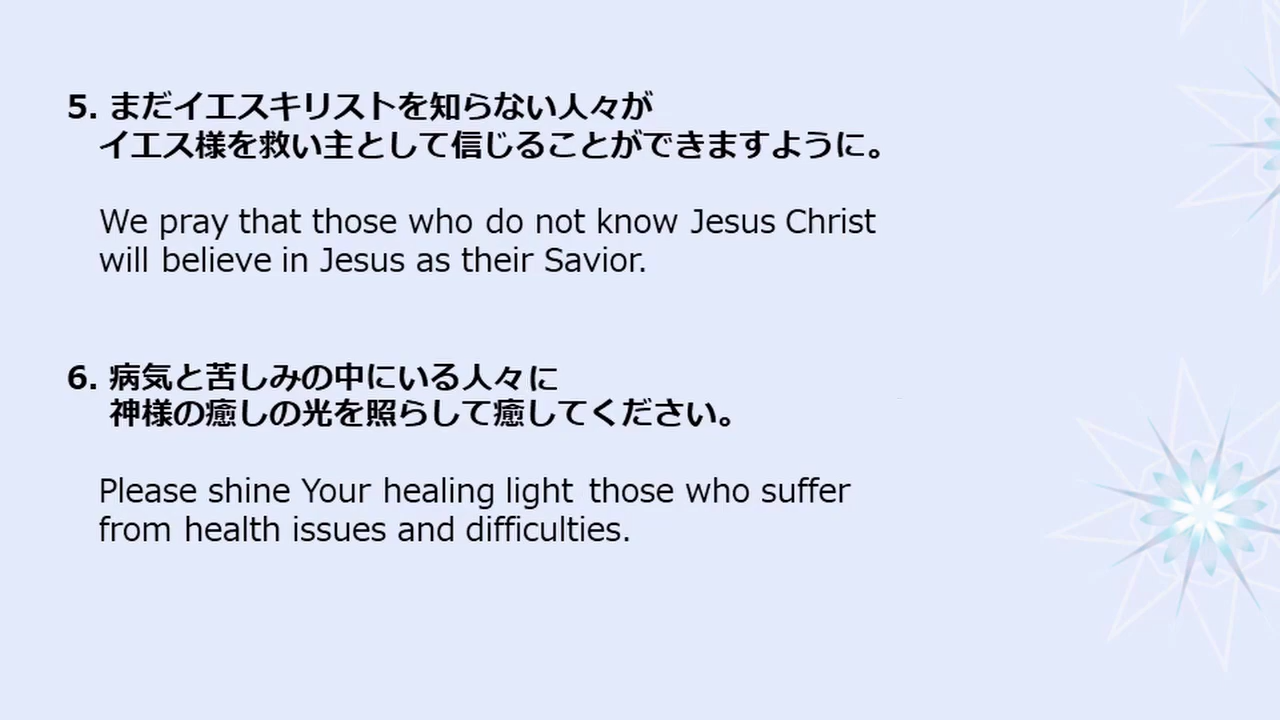 5. まだイエスキリストを知らない人々が
イエス様を救い主として信じることができますように。
We pray that those who do not know Jesus Christ
will believe in Jesus as their Savior.
6. 病気と苦しみの中にいる人々に
神様の癒しの光を照らして癒してください。
Please shine Your healing light those who suffer
from health issues and difficulties.